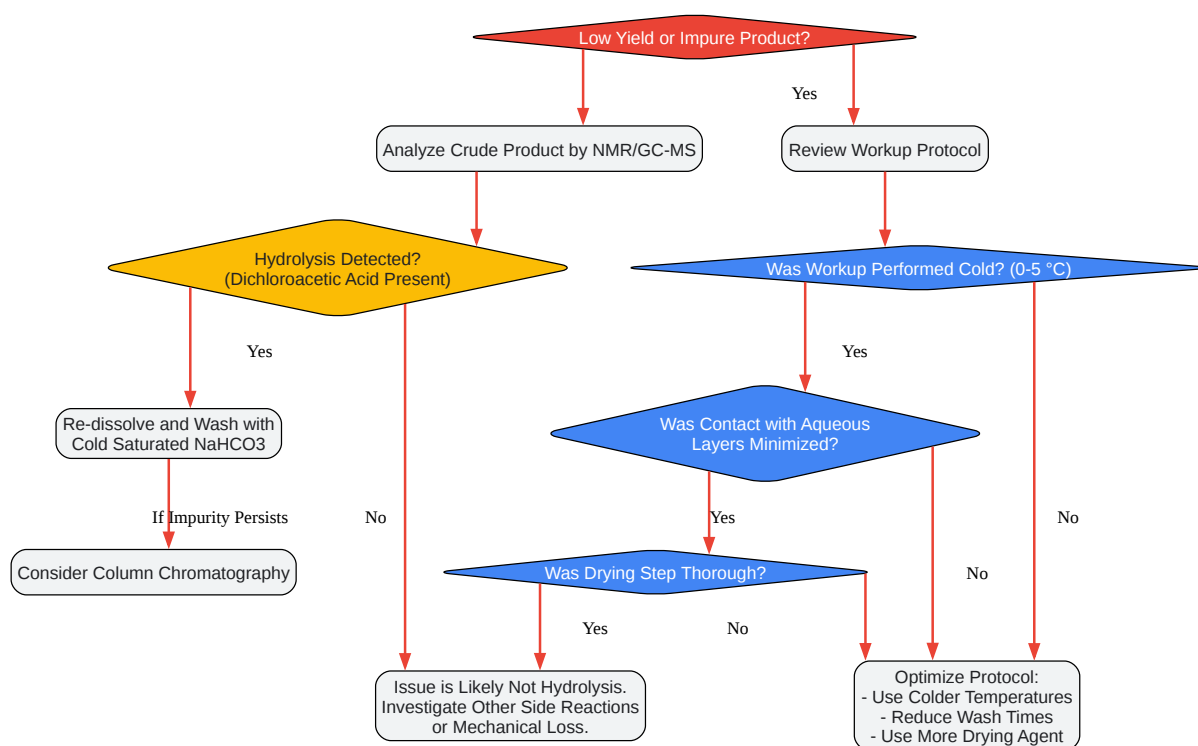 Low Yield or Impure Product?
Yes
Analyze Crude Product by NMR/GC-MS
Review Workup Protocol
Hydrolysis Detected?
(Dichloroacetic Acid Present)
Was Workup Performed Cold? (0-5 °C)
Yes
Yes
Re-dissolve and Wash with
Cold Saturated NaHCO3
Was Contact with Aqueous
Layers Minimized?
If Impurity Persists
No
Yes
No
Consider Column Chromatography
Was Drying Step Thorough?
No
Yes
No
Issue is Likely Not Hydrolysis.
Investigate Other Side Reactions
or Mechanical Loss.
Optimize Protocol:
- Use Colder Temperatures
- Reduce Wash Times
- Use More Drying Agent